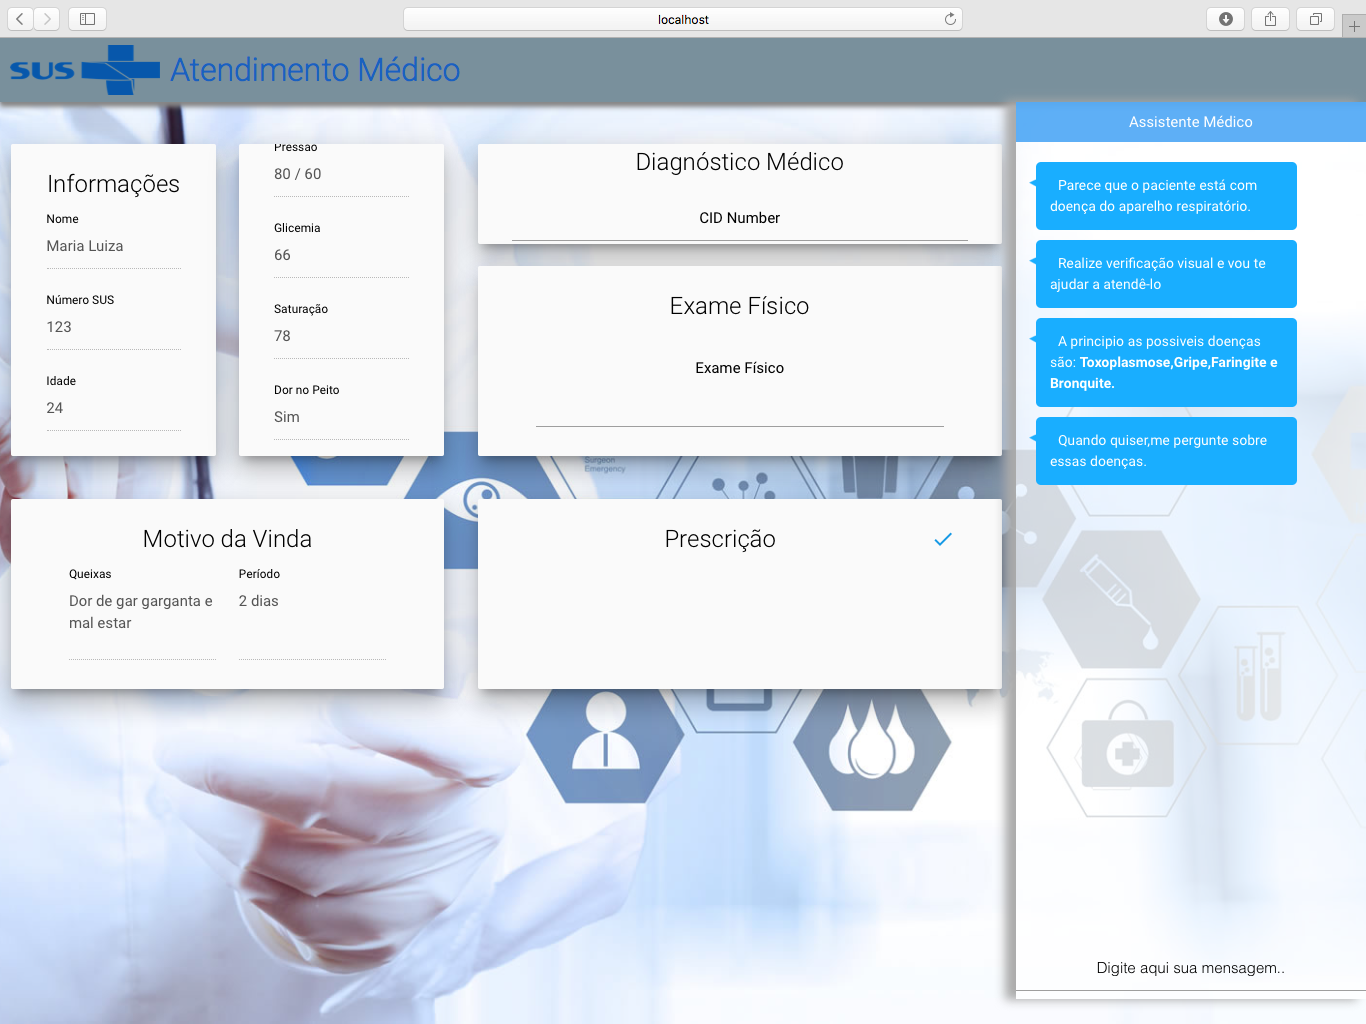 localhost
SUS Atendimento Médico
Informações
Nome
Maria Luiza
Número SUS
123
Idade
24
Pressão
80 / 60
Glicemia
66
Saturação
78
Dor no Peito
Sim
Diagnóstico Médico
CID Number
Exame Físico
Exame Físico
Surgeon
Emergency
Motivo da Vinda
Queixas
Dor de gar garganta e
mal estar
Período
2 dias
Prescrição
Assistente Médico
Parece que o paciente está com
doença do aparelho respiratório.
Realize verificação visual e vou te
ajudar a atendê-lo
A principio as possiveis doenças
são: Toxoplasmose,Gripe,Faringite e
Bronquite.
Quando quiser,me pergunte sobre
essas doenças.
Digite aqui sua mensagem..